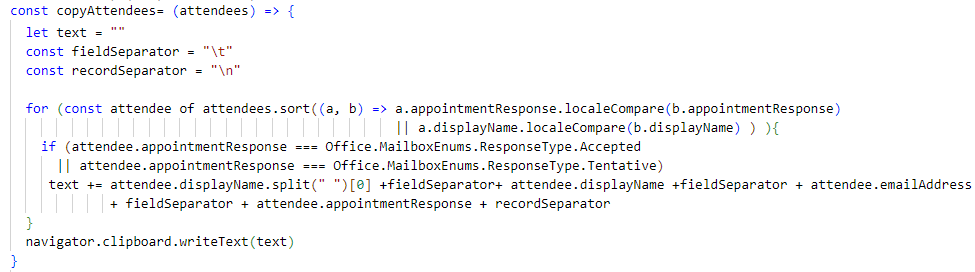 const copyAttendees= (attendees) => {
  let text = ""
  const fieldSeparator = "\t"
  const recordSeparator = "\n"

  for (const attendee of attendees.sort((a, b) => a.appointmentResponse.localeCompare(b.appointmentResponse)
                                               || a.displayName.localeCompare(b.displayName) ) ){
    if (attendee.appointmentResponse === Office.MailboxEnums.ResponseType.Accepted
      || attendee.appointmentResponse === Office.MailboxEnums.ResponseType.Tentative)
     text += attendee.displayName.split(" ")[0] +fieldSeparator+ attendee.displayName +fieldSeparator + attendee.emailAddress
             + fieldSeparator + attendee.appointmentResponse + recordSeparator
  }
  navigator.clipboard.writeText(text)
}